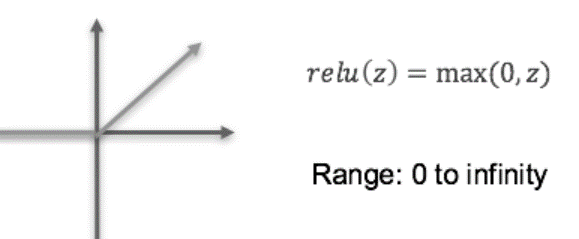 relu(z) = max(0, z)
Range: 0 to infinity